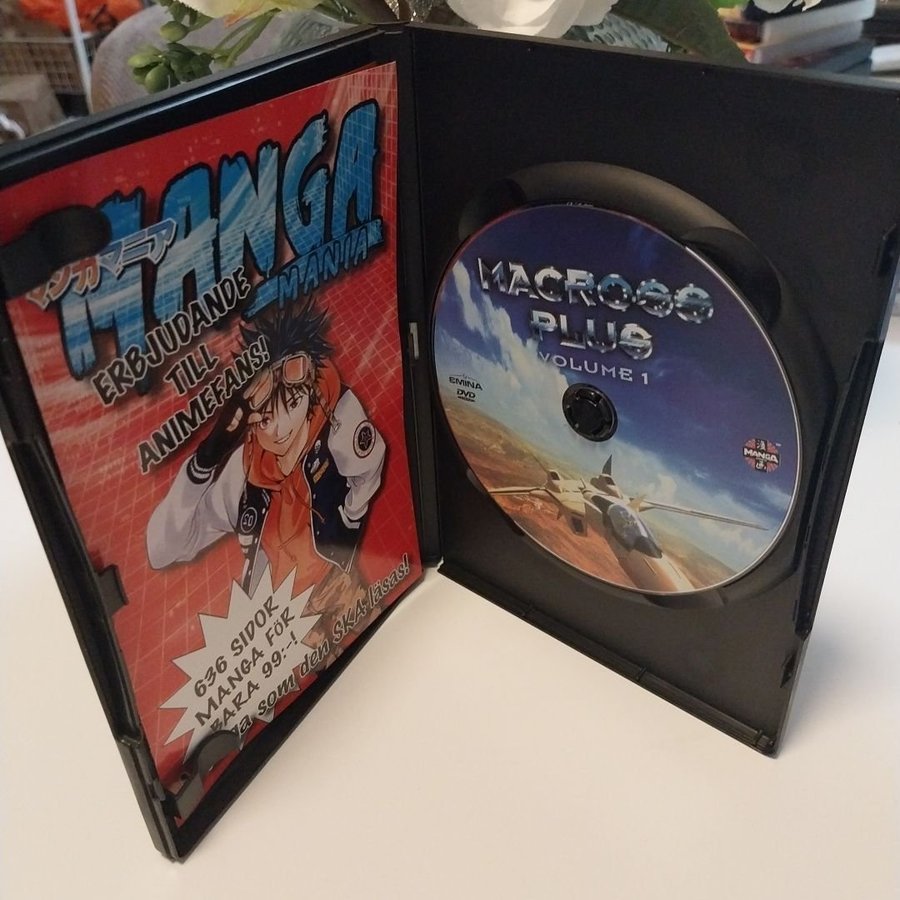 MANGA
MANIA
マンガマニア
ERBJUDANDE
TILL
ANIMEFANS!
50
636 SIDOR
MANGA FÖR
BARA 99:-!
som den SKA läsas!
MACROSS
PLUS
VOLUME 1
EMINA
DVD
MANGA